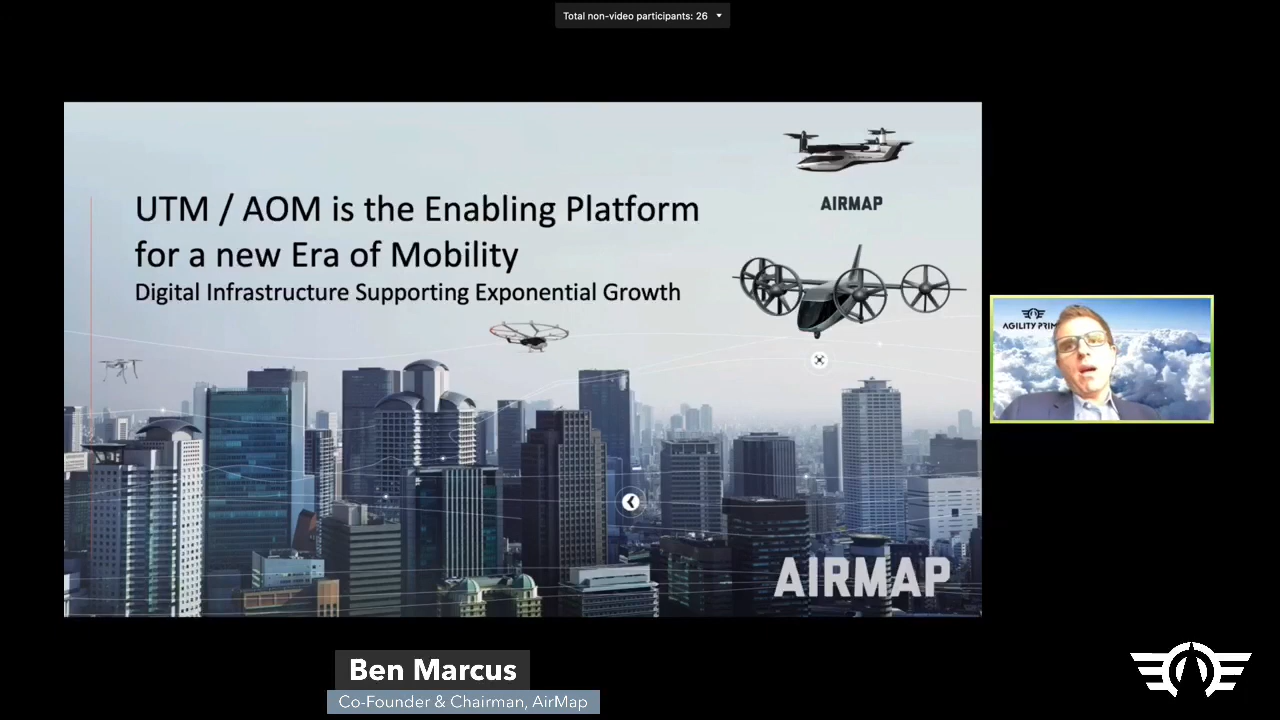 Total non-video participants: 26
AIRMAP
UTM / AOM is the Enabling Platform
for a new Era of Mobility
Digital Infrastructure Supporting Exponential Growth
AGILITY PRIM
AIRMAP
Ben Marcus
Co-Founder & Chairman, AirMap